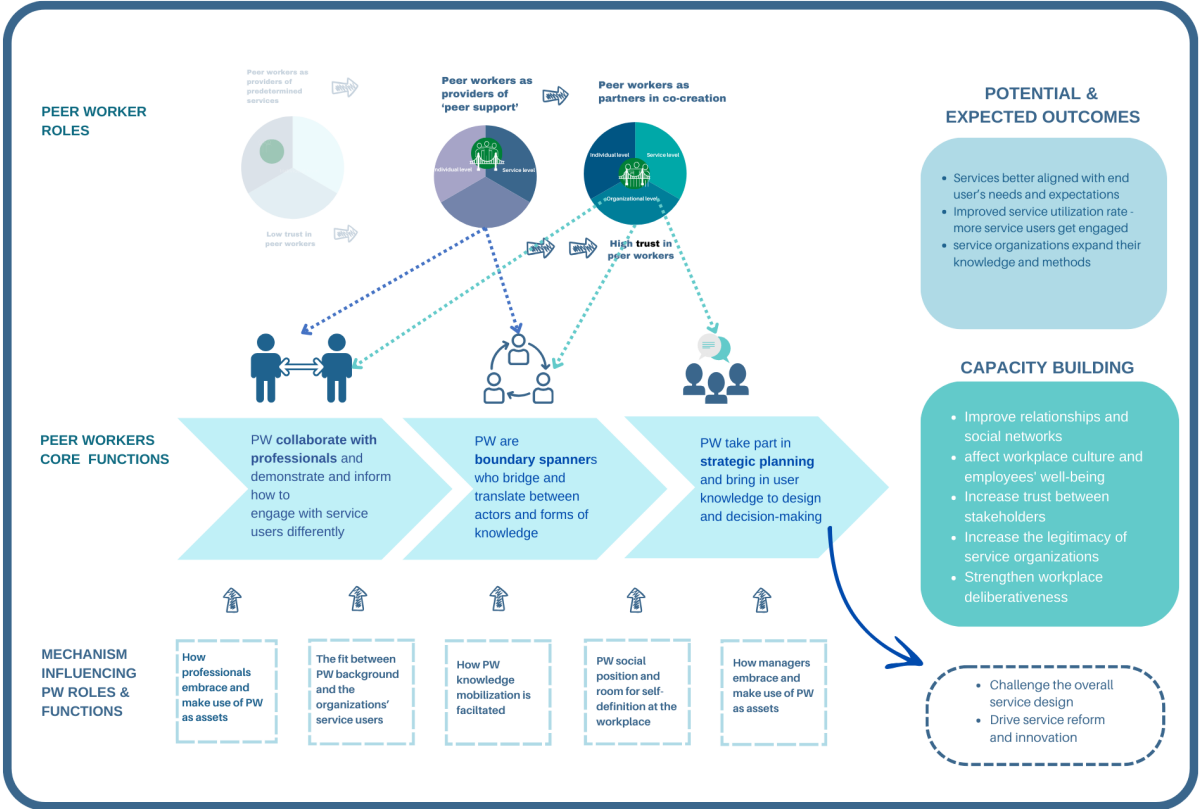 PEER WORKER
ROLES
Peer workers as
providers of
predetermined
services
Low trust in
peer workers
Peer workers as
providers of
‘peer support’
Individual level
Service level
Peer workers as
partners in co-creation
Individual level
Service level
Organizational level
High trust in
peer workers
POTENTIAL &
EXPECTED OUTCOMES
• Services better aligned with end
user's needs and expectations
• Improved service utilization rate -
more service users get engaged
• service organizations expand their
knowledge and methods
CAPACITY BUILDING
• Improve relationships and
social networks
• affect workplace culture and
employees’ well-being
• Increase trust between
stakeholders
• Increase the legitimacy of
service organizations
• Strengthen workplace
deliberativeness
PEER WORKERS
CORE FUNCTIONS
PW collaborate with
professionals and
demonstrate and inform
how to
engage with service
users differently
PW are
boundary spanners
who bridge and
translate between
actors and forms of
knowledge
PW take part in
strategic planning
and bring in user
knowledge to design
and decision-making
MECHANISM
INFLUENCING
PW ROLES &
FUNCTIONS
How
professionals
embrace and
make use of PW
as assets
The fit between
PW background
and the
organizations’
service users
How PW
knowledge
mobilization is
faciltated
PW social
position and
room for self-
definition at the
workplace
How managers
embrace and
make use of PW
as assets
• Challenge the overall
service design
• Drive service reform
and innovation